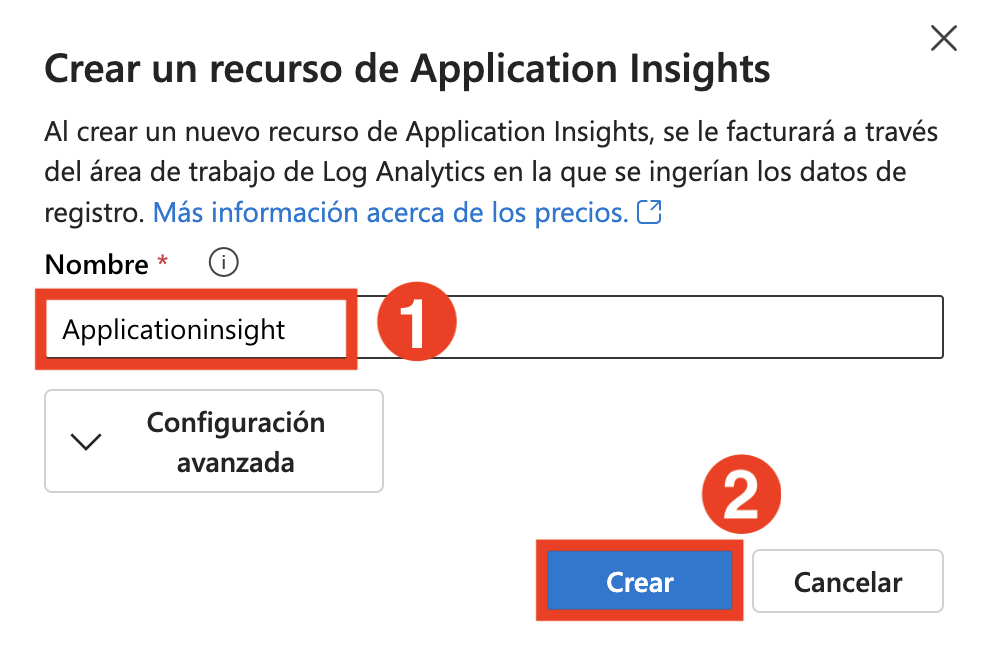 Crear un recurso de Application Insights
Al crear un nuevo recurso de Application Insights, se le facturará a través
del área de trabajo de Log Analytics en la que se ingerían los datos de
registro. Más información acerca de los precios.
Nombre *
Applicationinsight
1
Configuración
avanzada
2
Crear
Cancelar